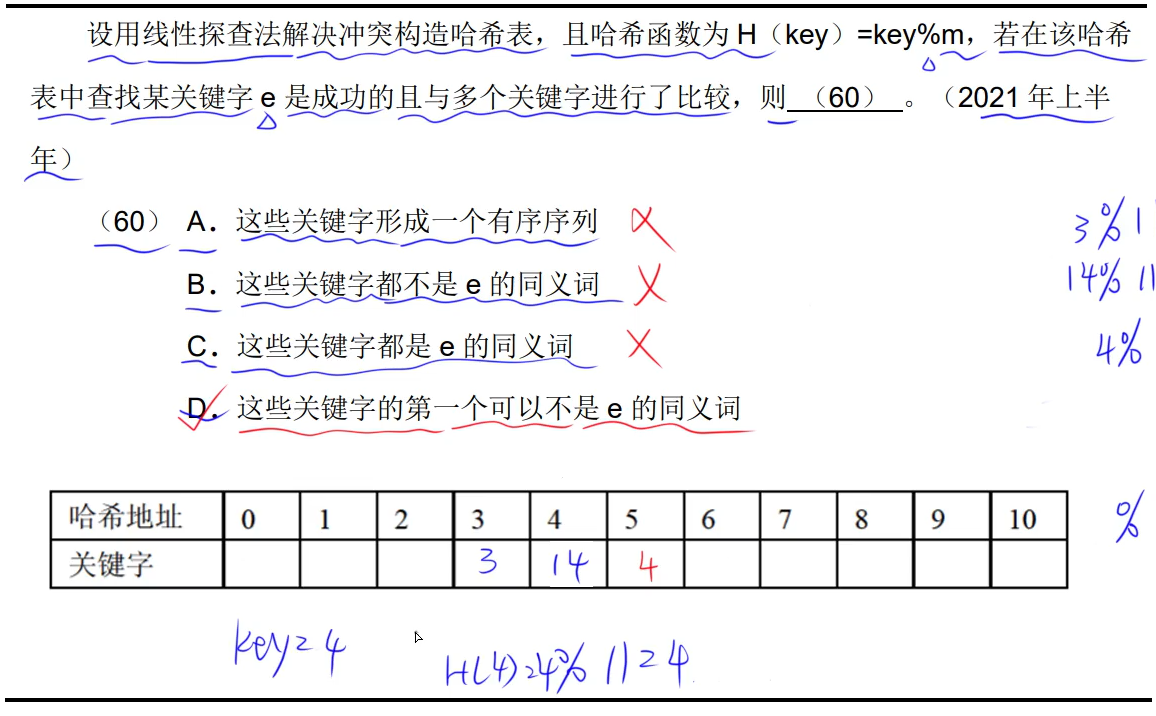 设用线性探查法解决冲突构造哈希表，且哈希函数为 H（key）=key%m，若在该哈希
表中查找某关键字 e 是成功的且与多个关键字进行了比较，则 （60） 。（2021 年上半
年）
（60） A. 这些关键字形成一个有序序列
3%1
B. 这些关键字都不是 e 的同义词
14%11
C. 这些关键字都是 e 的同义词
4%
D. 这些关键字的第一个可以不是 e 的同义词
哈希地址 0 1 2 3 4 5 6 7 8 9 10
%
关键字 3 14 4
key=4
H(4)=4%11=4